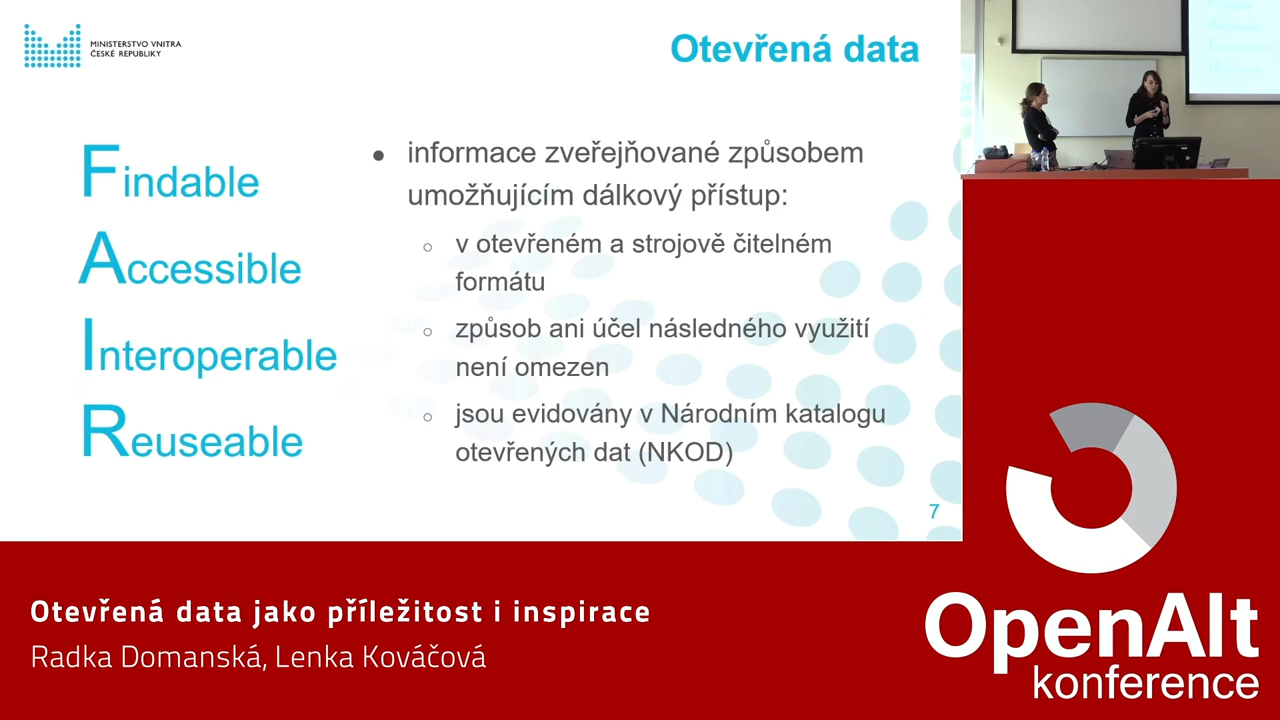 MINISTERSTVO VNITRA
ČESKÉ REPUBLIKY
Otevřená data
Findable
Accessible
Interoperable
Reuseable
• informace zveřejňované způsobem
umožňujícím dálkový přístup:
○ v otevřeném a strojově čitelném
formátu
○ způsob ani účel následného využití
není omezen
○ jsou evidovány v Národním katalogu
otevřených dat (NKOD)
7
Otevřená data jako příležitost i inspirace
Radka Domanská, Lenka Kováčová
OpenAlt
konference